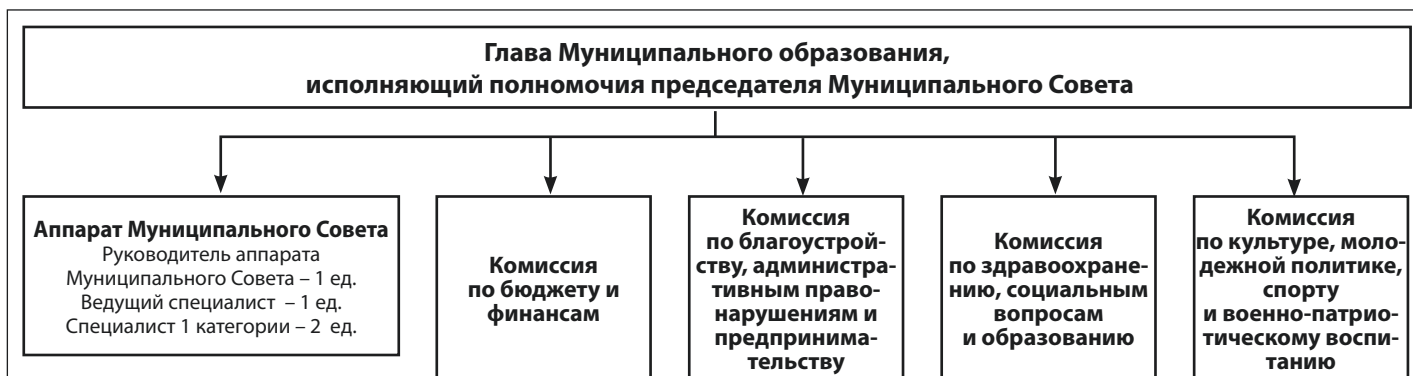 Глава Муниципального образования,
исполняющий полномочия председателя Муниципального Совета
Аппарат Муниципального Совета
Руководитель аппарата
Муниципального Совета – 1 ед.
Ведущий специалист – 1 ед.
Специалист 1 категории – 2 ед.
Комиссия
по бюджету и
финансам
Комиссия
по благоустрой-
ству, администра-
тивным право-
нарушениям и
предпринима-
тельству
Комиссия
по здравоохране-
нию, социальным
вопросам
и образованию
Комиссия
по культуре, моло-
дежной политике,
спорту
и военно-патрио-
тическому воспи-
танию